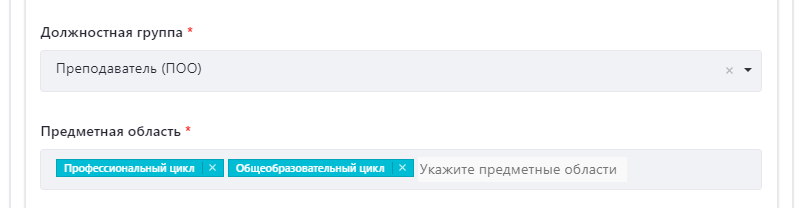 Должностная группа *
Преподаватель (ПОО) ×
Предметная область *
Профессиональный цикл × Общеобразовательный цикл × Укажите предметные области